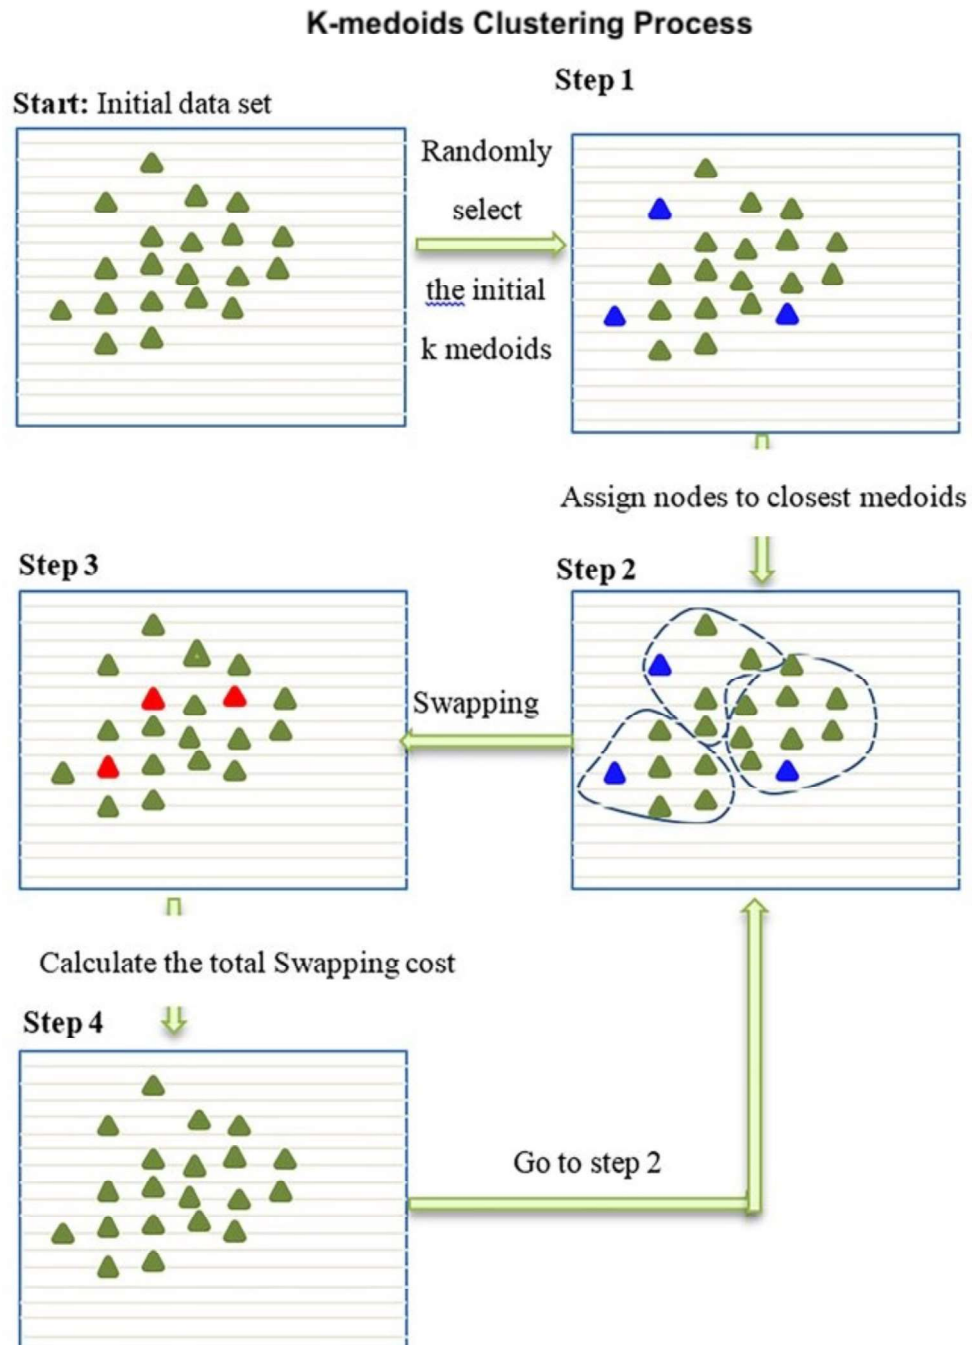 K-medoids Clustering Process
Start: Initial data set
Step 1
Randomly
select
the initial
k medoids
Assign nodes to closest medoids
Step 2
Step 3
Swapping
Calculate the total Swapping cost
Step 4
Go to step 2